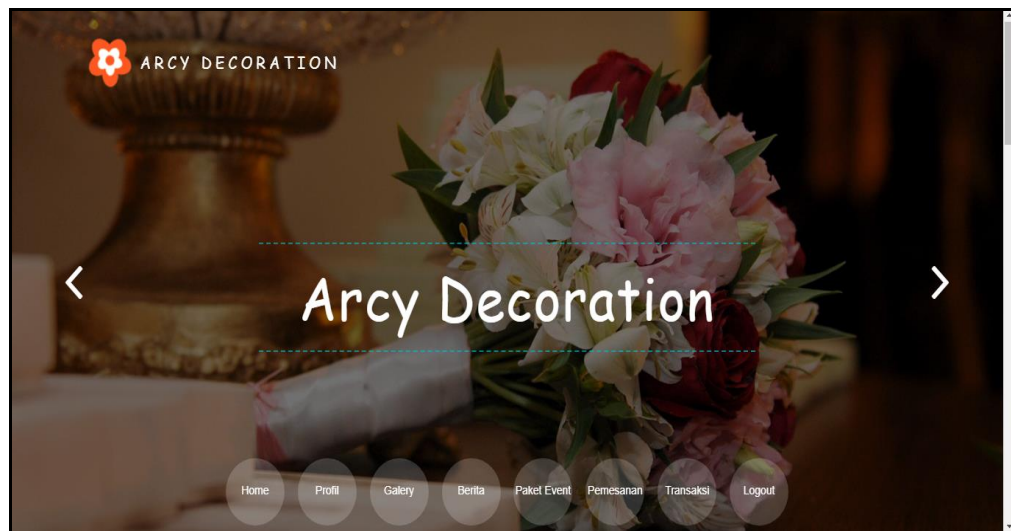 ARCY DECORATION
Arcy Decoration
Home Profil Galery Berita Paket Event Pemesanan Transaksi Logout